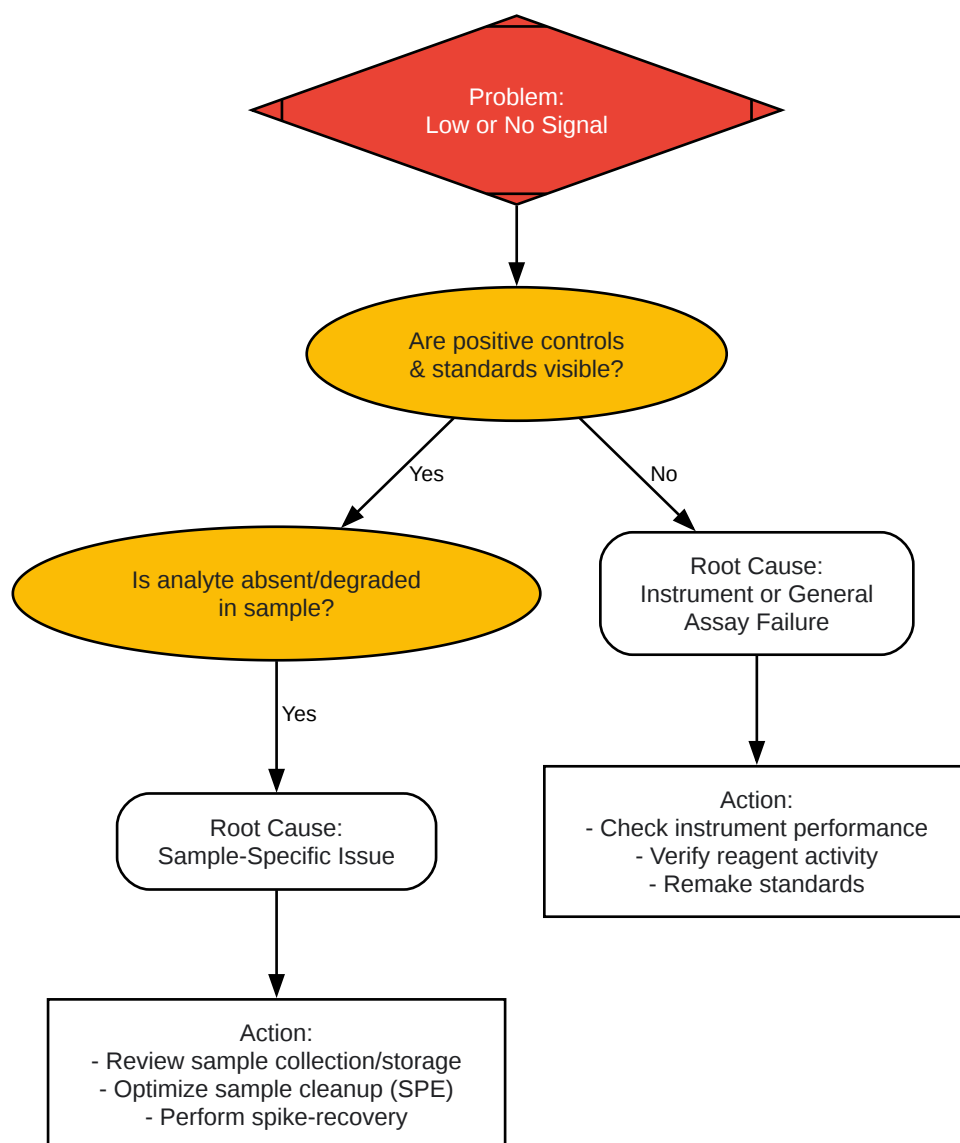 Problem:
Low or No Signal
Are positive controls
& standards visible?
Yes
No
Is analyte absent/degraded
in sample?
Root Cause:
Instrument or General
Assay Failure
Yes
Root Cause:
Sample-Specific Issue
Action:
- Check instrument performance
- Verify reagent activity
- Remake standards
Action:
- Review sample collection/storage
- Optimize sample cleanup (SPE)
- Perform spike-recovery